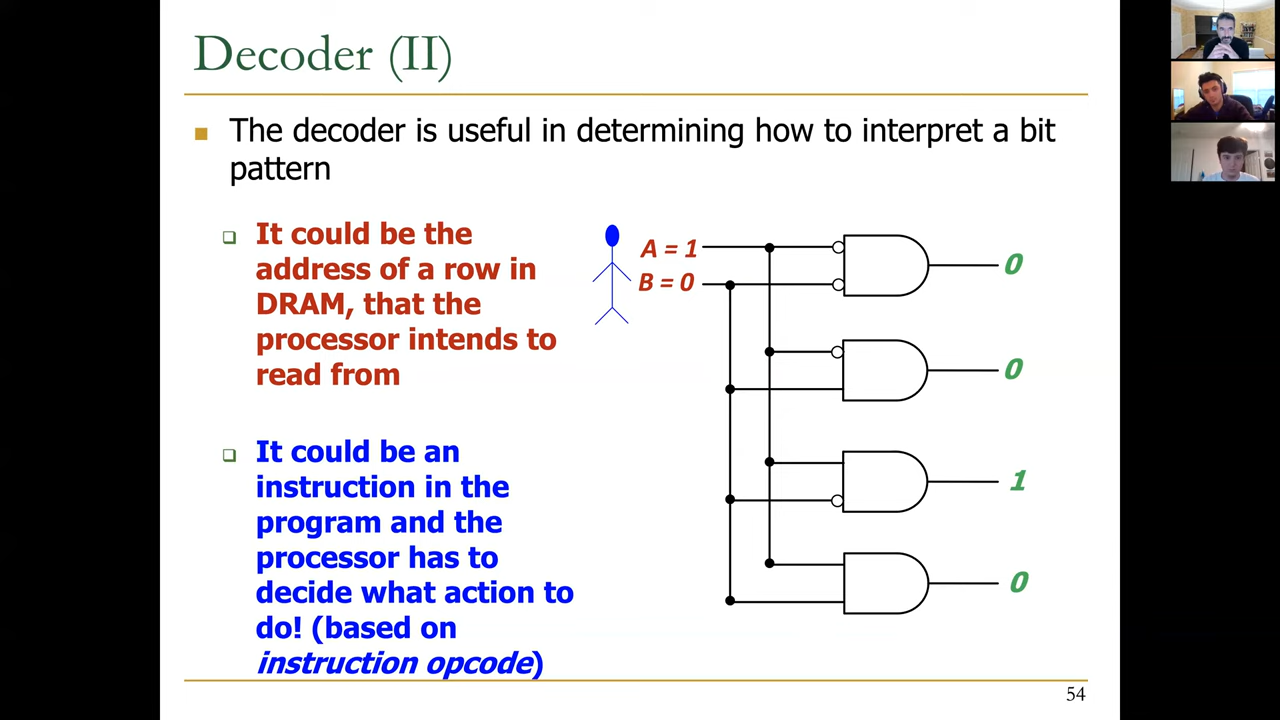 Decoder (II)
The decoder is useful in determining how to interpret a bit
pattern
It could be the
address of a row in
DRAM, that the
processor intends to
read from
It could be an
instruction in the
program and the
processor has to
decide what action to
do! (based on
instruction opcode)
A = 1
B = 0
0
0
1
0
54